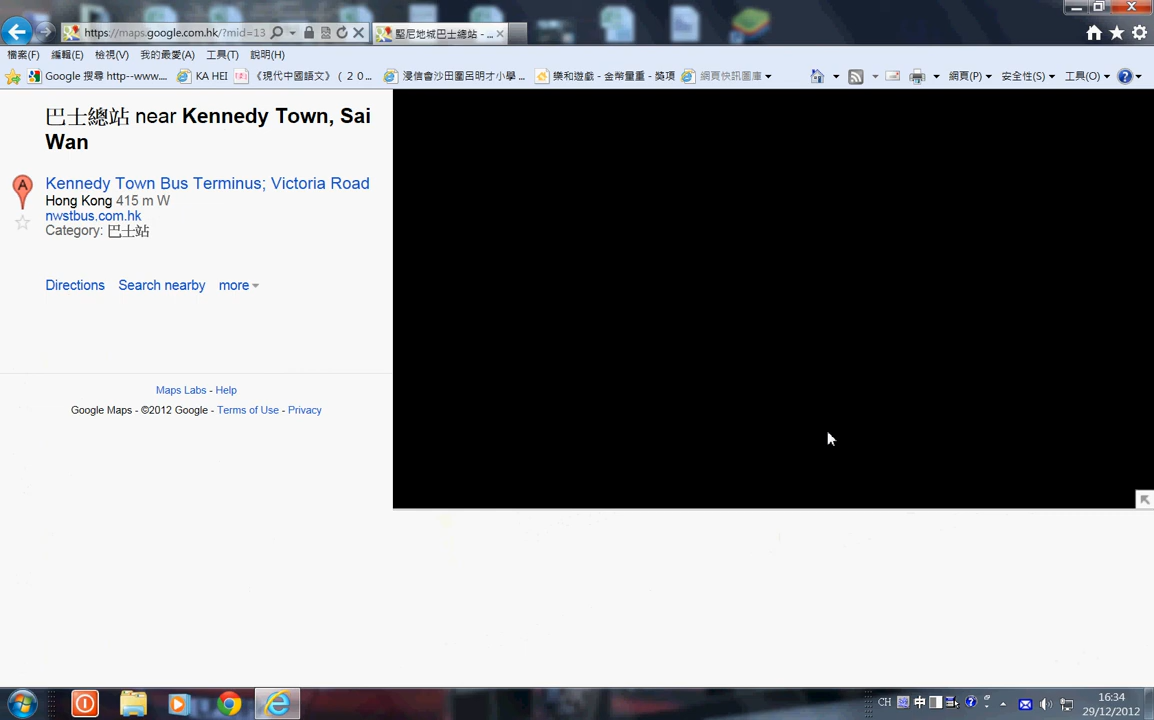 https://maps.google.com.hk/?mid=13
堅尼地城巴士總站 - ...
檔案(F) 編輯(E) 檢視(V) 我的最愛(A) 工具(T) 說明(H)
Google 搜尋 http--www.... KA HEI 《現代中國語文》（２０... 浸信會沙田圍呂明才小學 ... 樂和遊戲 - 金幣量重 - 獎項 網頁快訊圖庫 網頁(P) 安全性(S) 工具(O)
巴士總站 near Kennedy Town, Sai
Wan
A
Kennedy Town Bus Terminus; Victoria Road
Hong Kong 415 m W
nwstbus.com.hk
Category: 巴士站
Directions Search nearby more
Maps Labs - Help
Google Maps - ©2012 Google - Terms of Use - Privacy
CH 中 16:34
29/12/2012